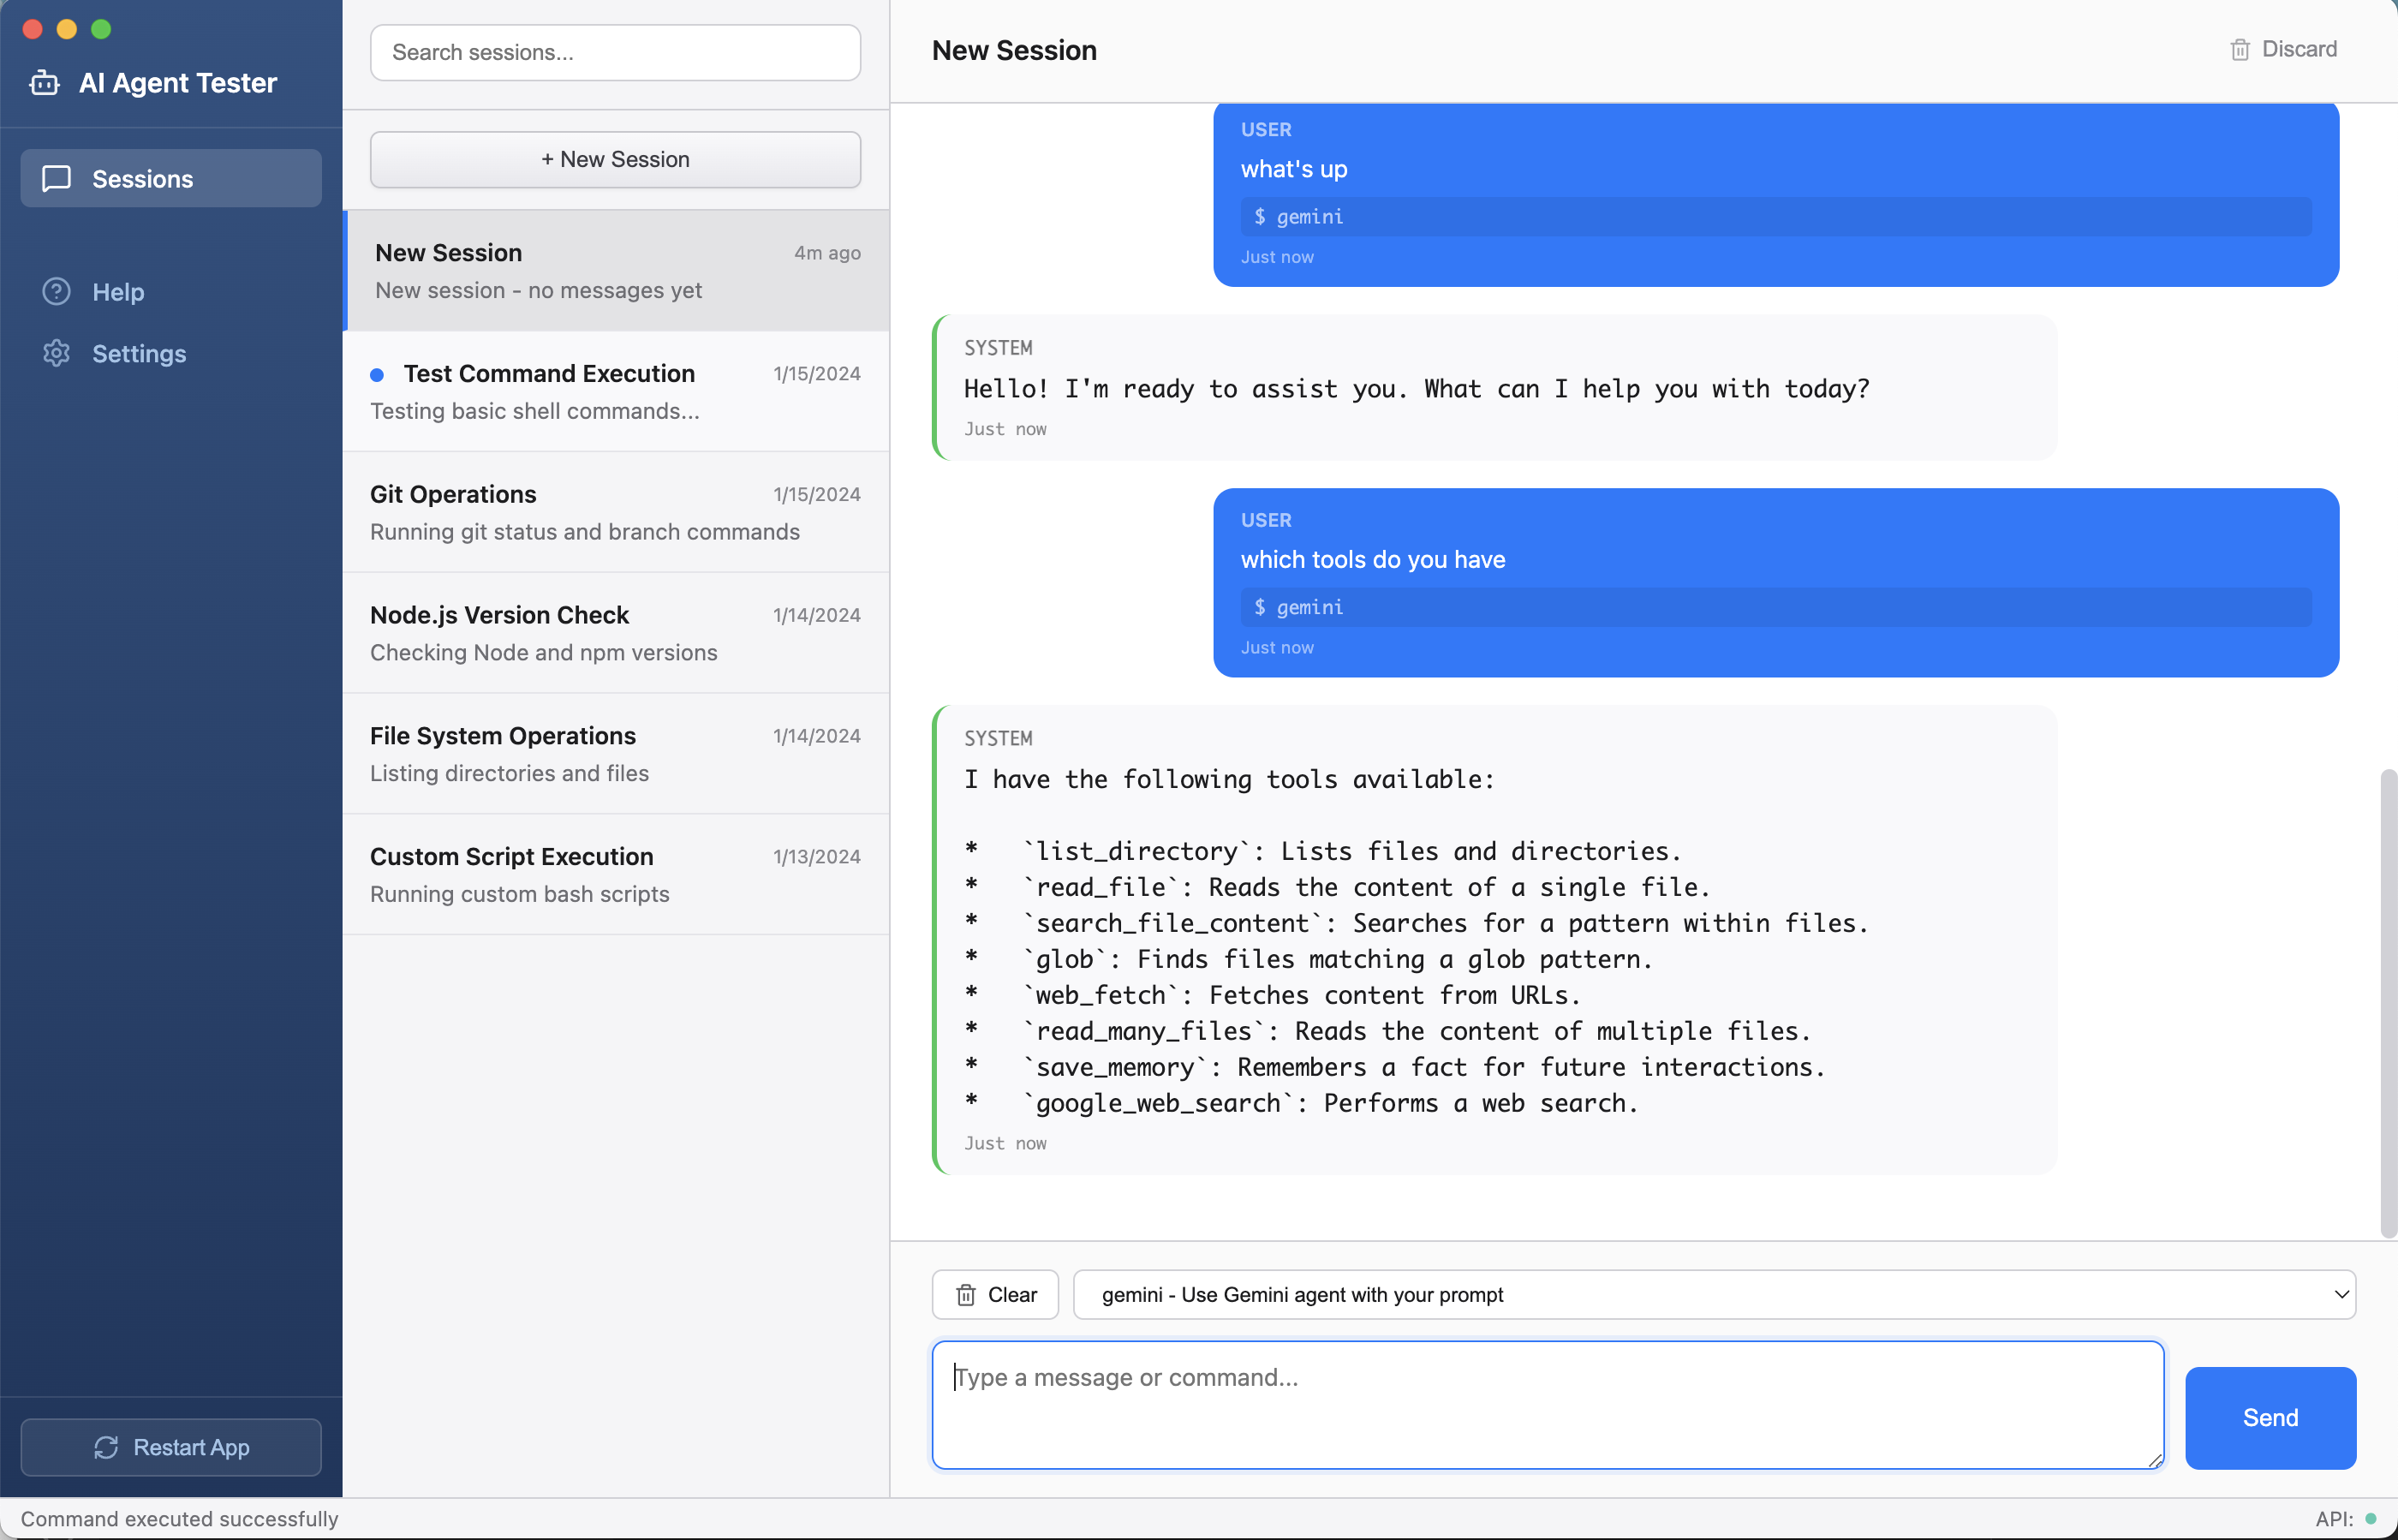 AI Agent Tester
Sessions
Help
Settings
Restart App
Search sessions...
+ New Session
New Session 4m ago
New session - no messages yet
Test Command Execution 1/15/2024
Testing basic shell commands...
Git Operations 1/15/2024
Running git status and branch commands
Node.js Version Check 1/14/2024
Checking Node and npm versions
File System Operations 1/14/2024
Listing directories and files
Custom Script Execution 1/13/2024
Running custom bash scripts
New Session
Discard
USER
what's up
$ gemini
Just now
SYSTEM
Hello! I'm ready to assist you. What can I help you with today?
Just now
USER
which tools do you have
$ gemini
Just now
SYSTEM
I have the following tools available:
* `list_directory`: Lists files and directories.
* `read_file`: Reads the content of a single file.
* `search_file_content`: Searches for a pattern within files.
* `glob`: Finds files matching a glob pattern.
* `web_fetch`: Fetches content from URLs.
* `read_many_files`: Reads the content of multiple files.
* `save_memory`: Remembers a fact for future interactions.
* `google_web_search`: Performs a web search.
Just now
Clear
gemini - Use Gemini agent with your prompt
Type a message or command...
Send
Command executed successfully
API: